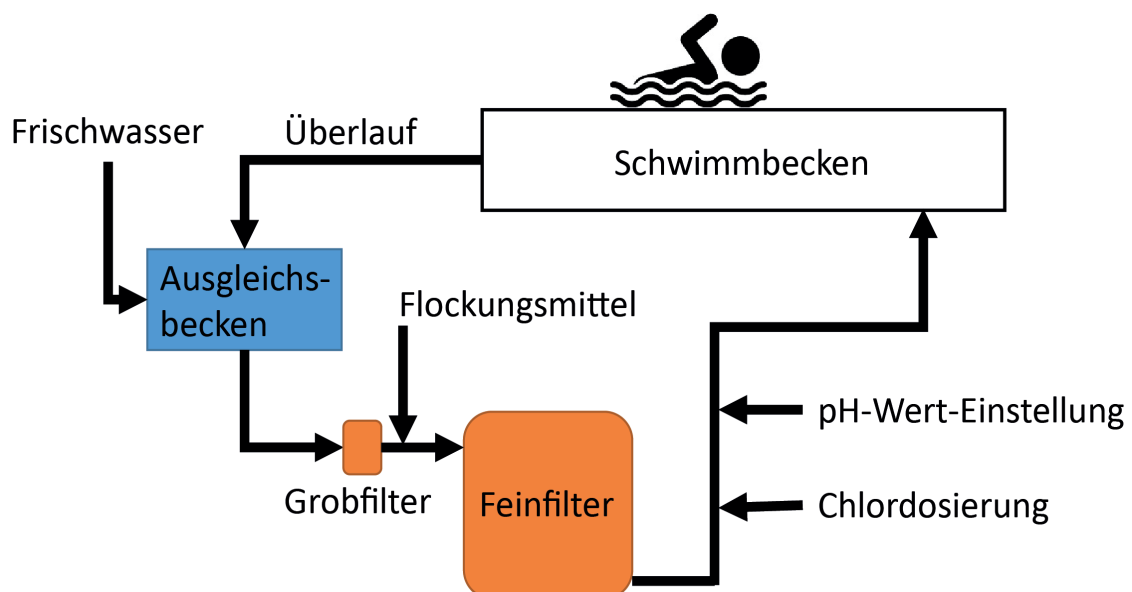 Frischwasser
Überlauf
Schwimmbecken
Ausgleichs-
becken
Flockungsmittel
Grobfilter
Feinfilter
pH-Wert-Einstellung
Chlordosierung